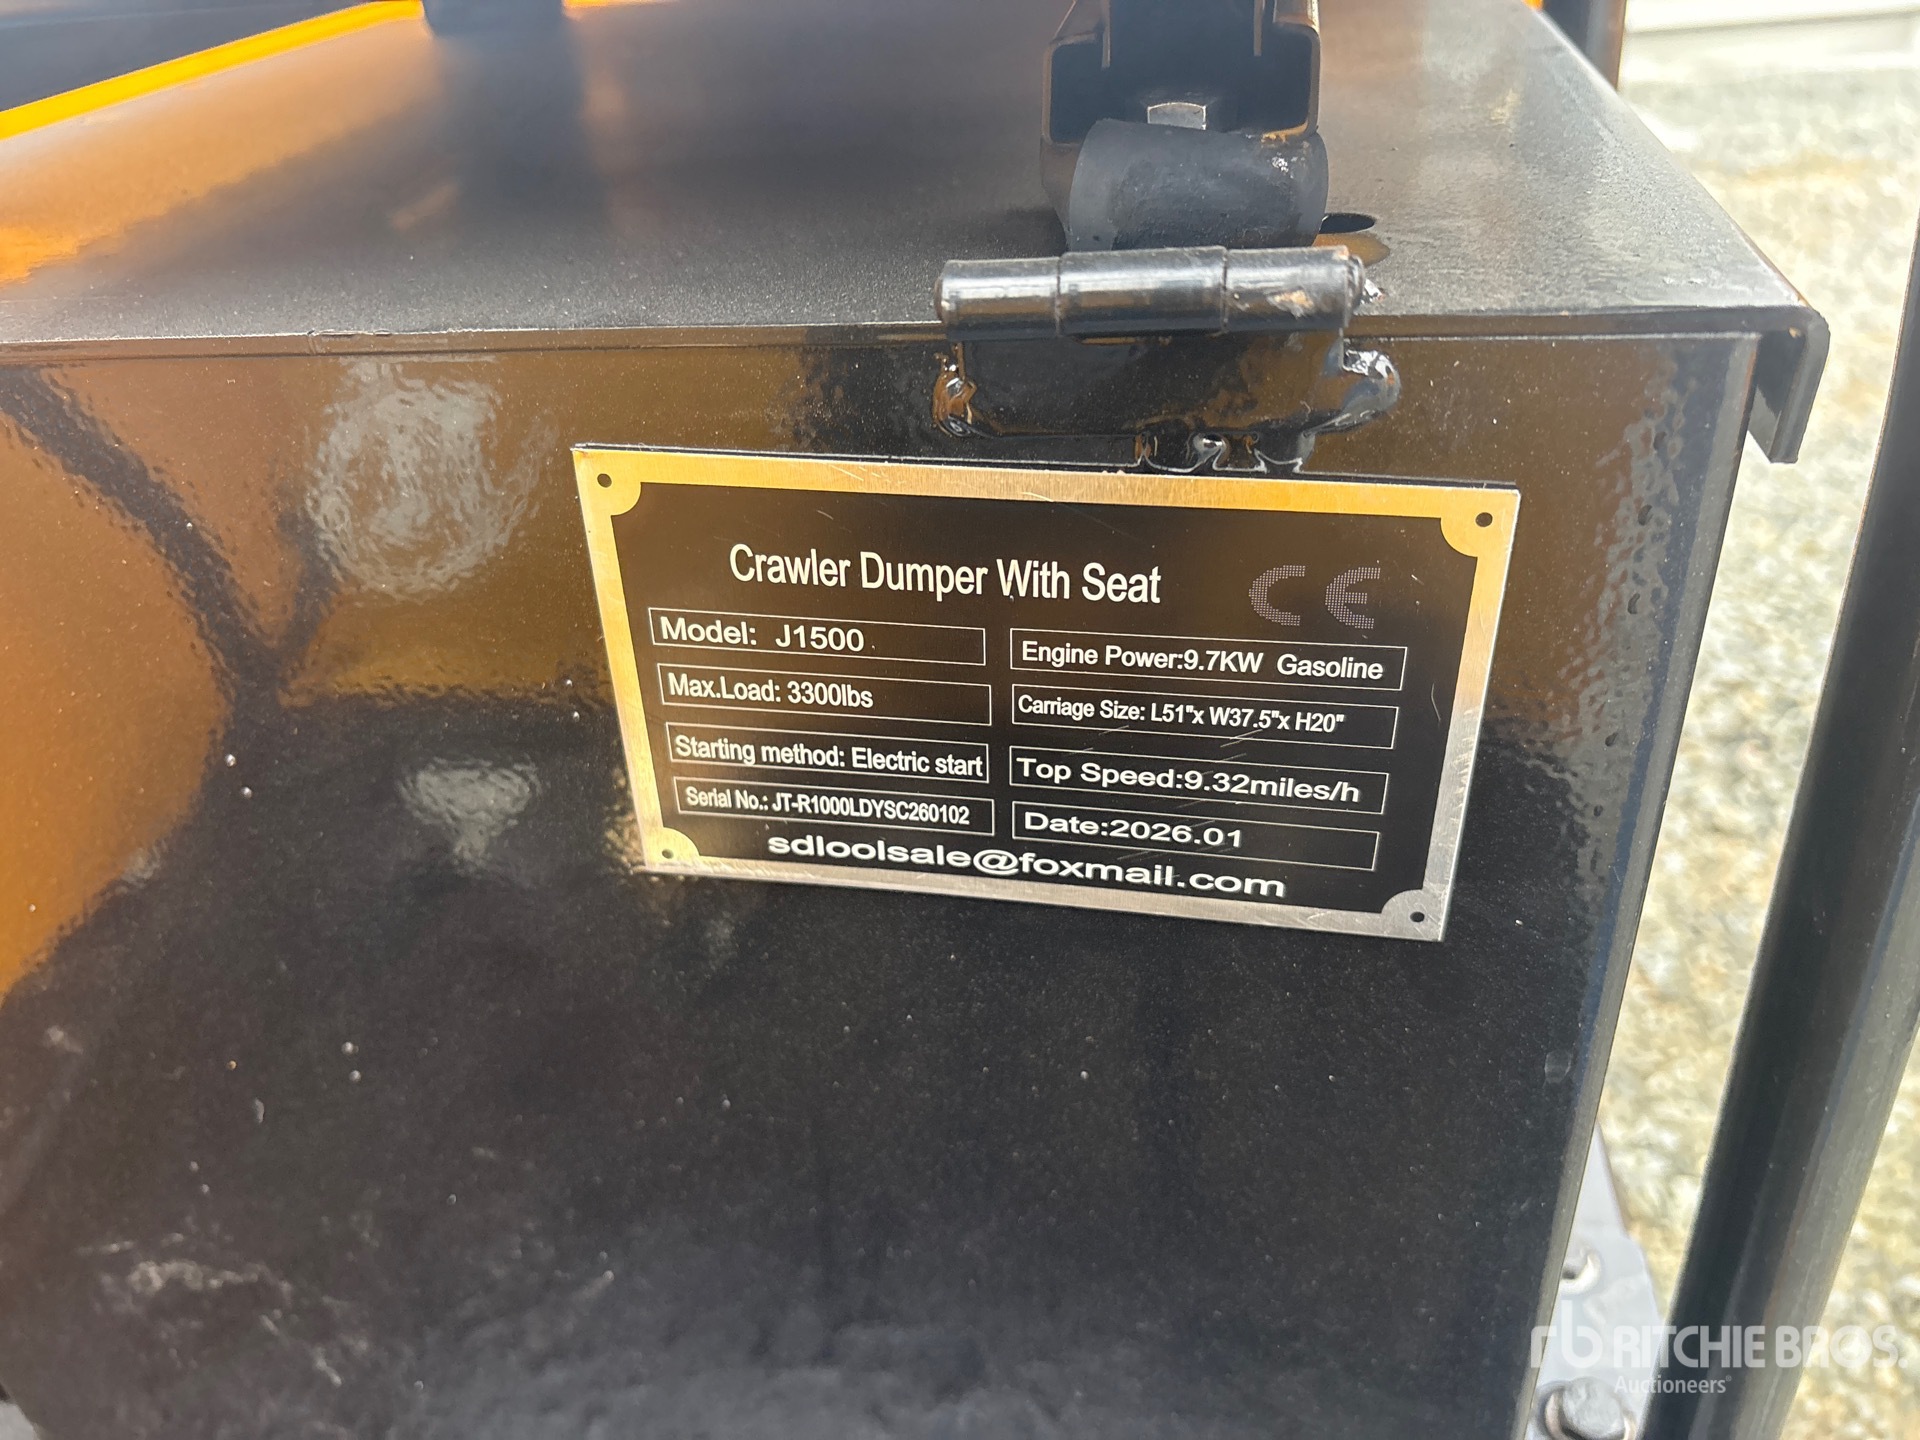 Crawler Dumper With Seat CE
Model: J1500
Engine Power:9.7KW Gasoline
Max.Load: 3300lbs
Carriage Size: L51"x W37.5"x H20"
Starting method: Electric start
Top Speed:9.32miles/h
Serial No.: JT-R1000LDYSC260102
Date:2026.01
sdloolsale@foxmail.com
rb RITCHIE BROS.
Auctioneers